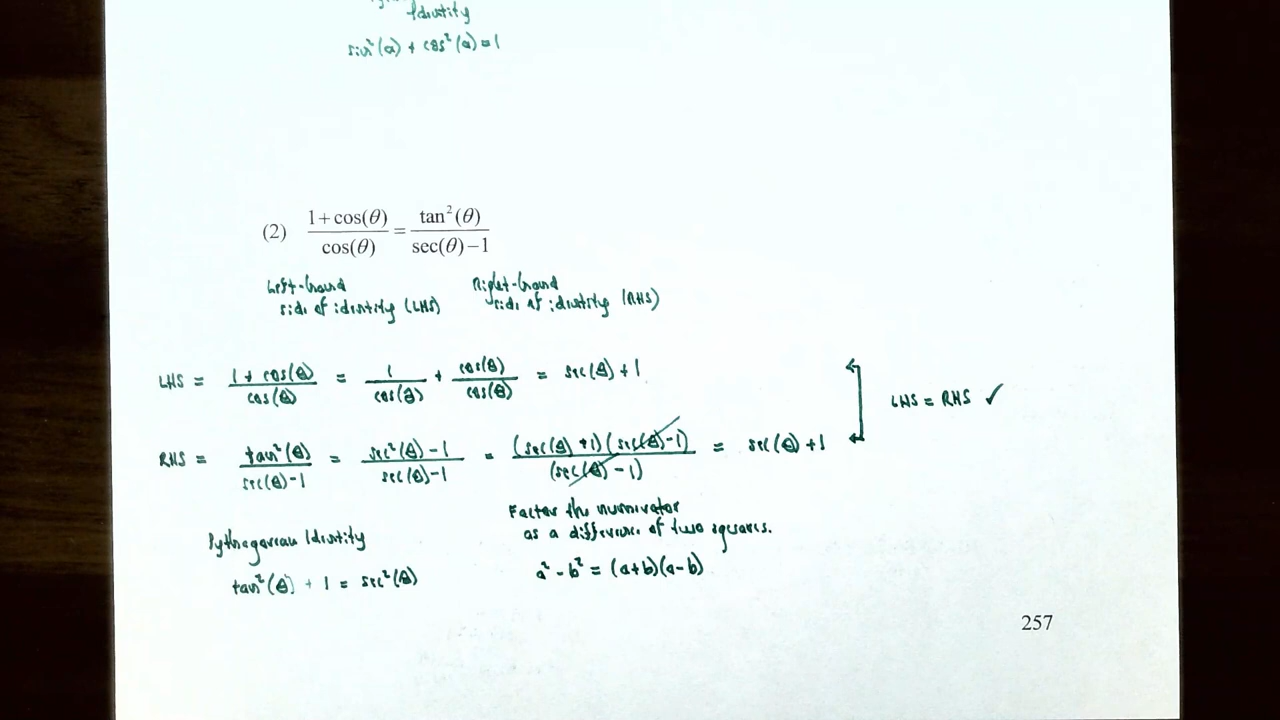 Identity
sin²(a) + cos²(a) = 1
(2) (1+cos(θ))/cos(θ) = tan²(θ)/(sec(θ)−1)
Left-hand side of identity (LHS)
Right-hand side of identity (RHS)
LHS = (1 + cos(θ))/cos(θ) = 1/cos(θ) + cos(θ)/cos(θ) = sec(θ) + 1
LHS = RHS ✓
RHS = tan²(θ)/(sec(θ)-1) = (sec²(θ) - 1)/(sec(θ)-1) = (sec(θ) + 1)(sec(θ)-1)/(sec(θ) - 1) = sec(θ) + 1
Factor the numerator
as a difference of two squares.
a² - b² = (a+b)(a-b)
Pythagorean Identity
tan²(θ) + 1 = sec²(θ)
257